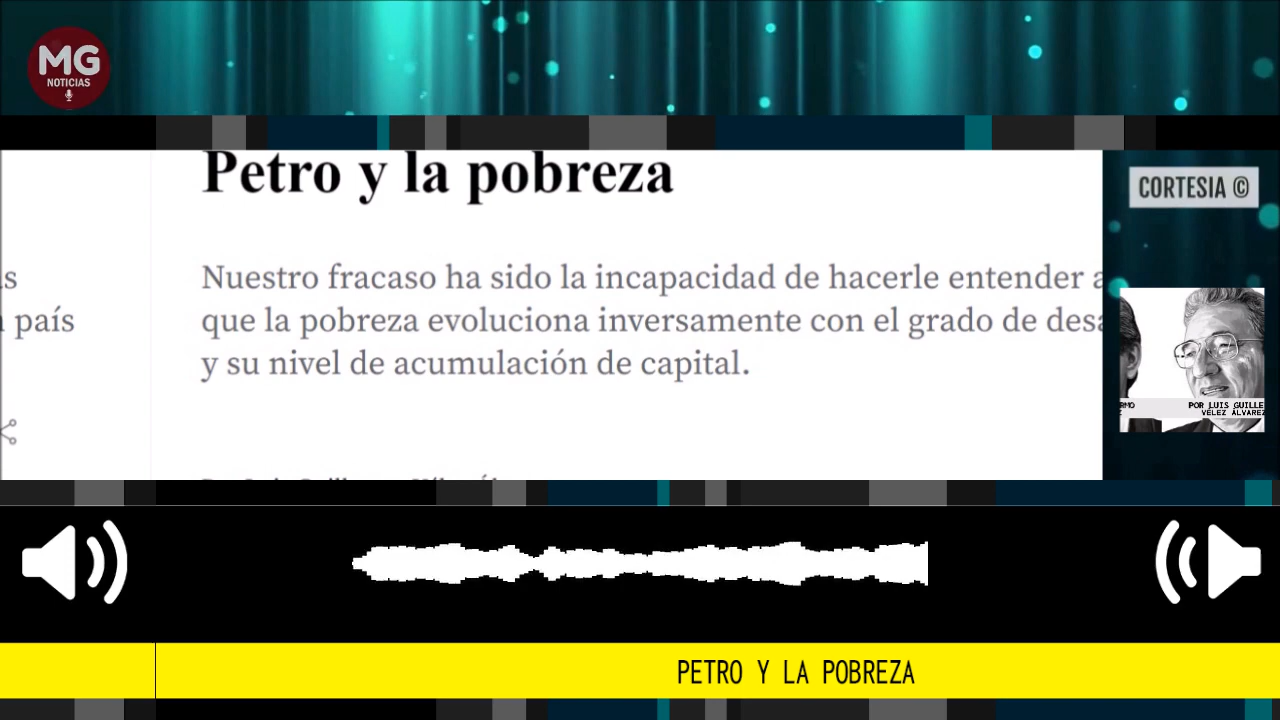 MG
NOTICIAS
CORTESIA ©
Petro y la pobreza
Nuestro fracaso ha sido la incapacidad de hacerle entender a
que la pobreza evoluciona inversamente con el grado de desa
y su nivel de acumulación de capital.
país
POR LUIS GUILLE
VÉLEZ ÁLVAREZ
PETRO Y LA POBREZA